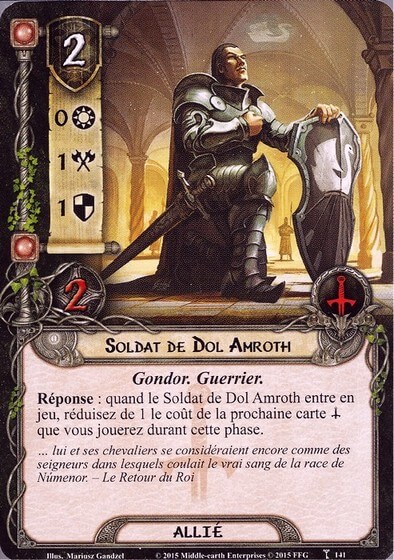 2
0
1
1
2
SOLDAT DE DOL AMROTH
Gondor. Guerrier.
Réponse : quand le Soldat de Dol Amroth entre en
jeu, réduisez de 1 le coût de la prochaine carte
que vous jouerez durant cette phase.
... lui et ses chevaliers se considéraient encore comme des
seigneurs dans lesquels coulait le vrai sang de la race de
Númenor. – Le Retour du Roi
ALLIÉ
Illus. Mariusz Gandzel © 2015 Middle-earth Enterprises © 2015 FFG 141